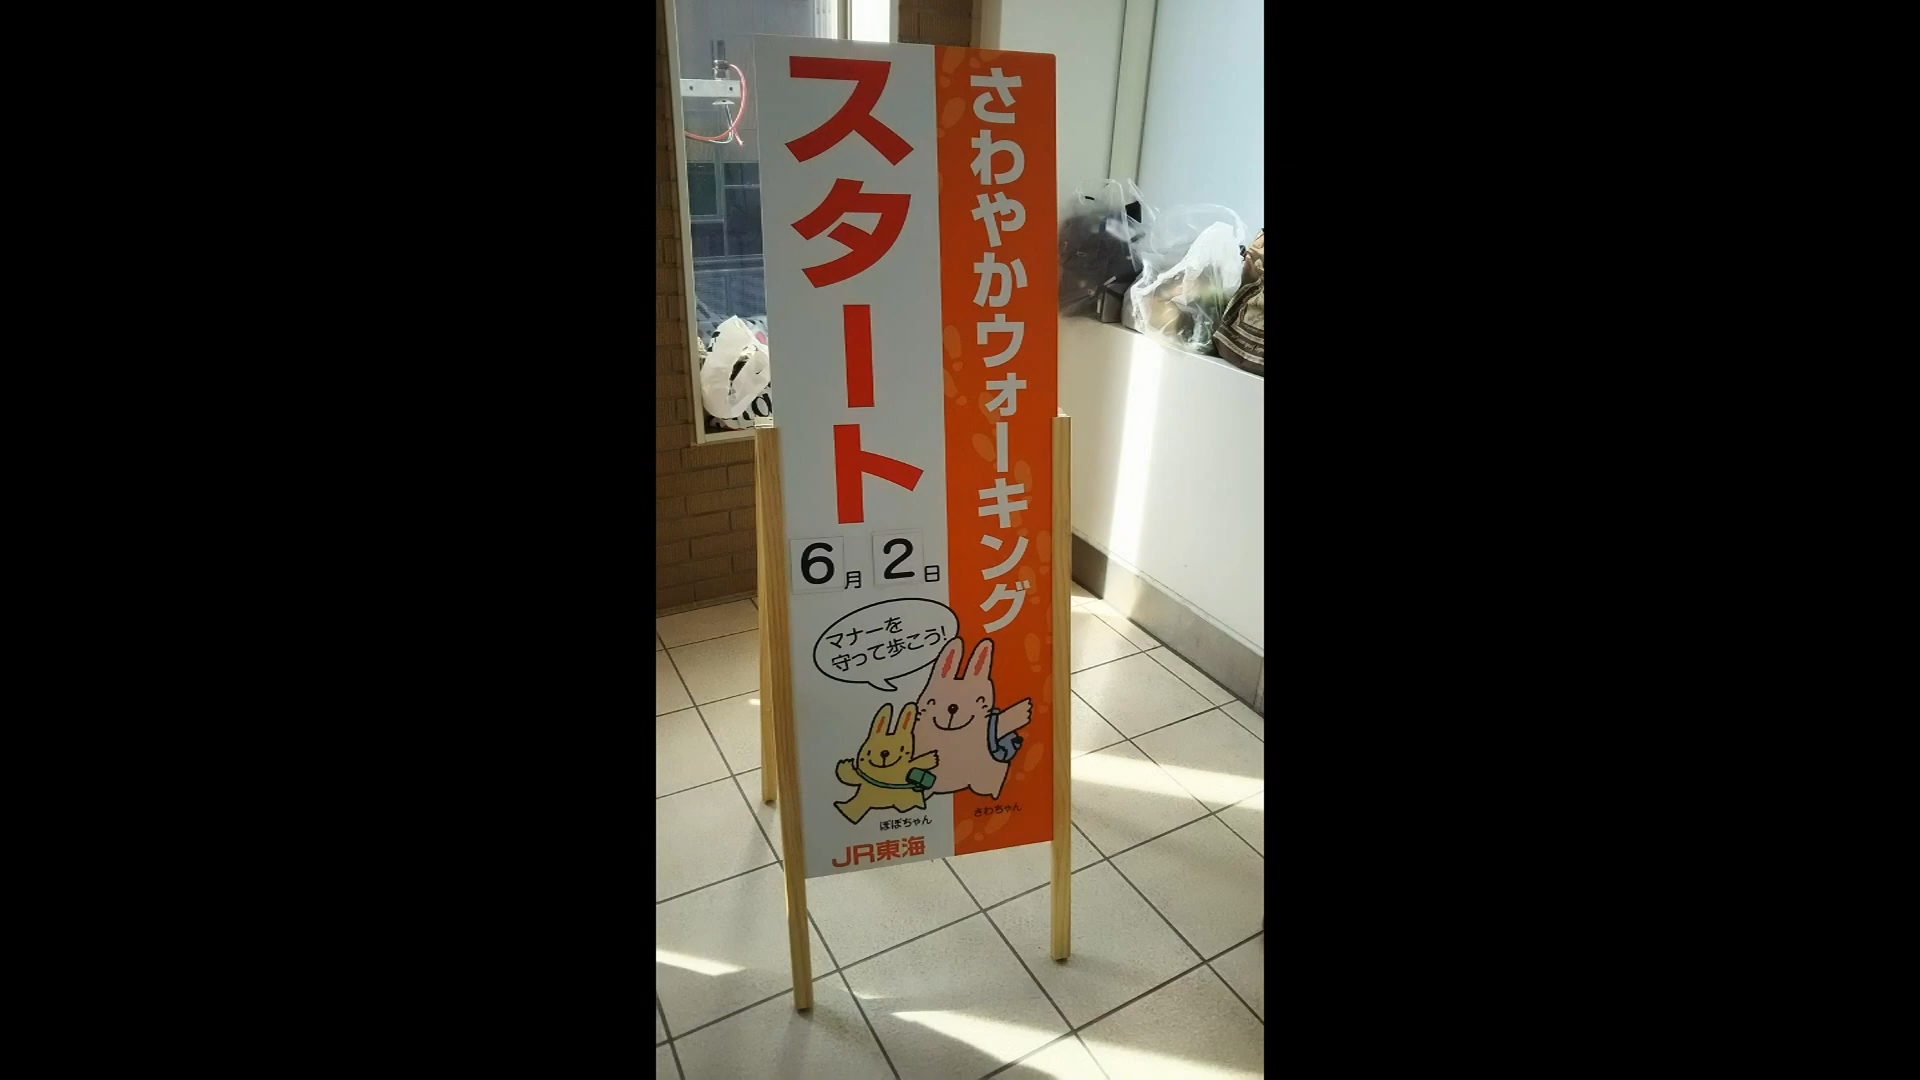 さわやかウォーキング
スタート
6月2日
マナーを
守って歩こう!
ぽぽちゃん
さわちゃん
JR東海